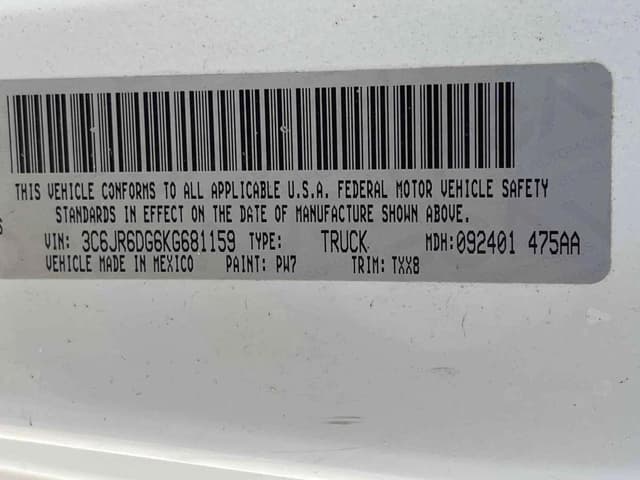 THIS VEHICLE CONFORMS TO ALL APPLICABLE U.S.A. FEDERAL MOTOR VEHICLE SAFETY
STANDARDS IN EFFECT ON THE DATE OF MANUFACTURE SHOWN ABOVE.
VIN: 3C6JR6DG6KG681159 TYPE: TRUCK MDH:092401 475AA
VEHICLE MADE IN MEXICO PAINT: PW7 TRIM: TXX8